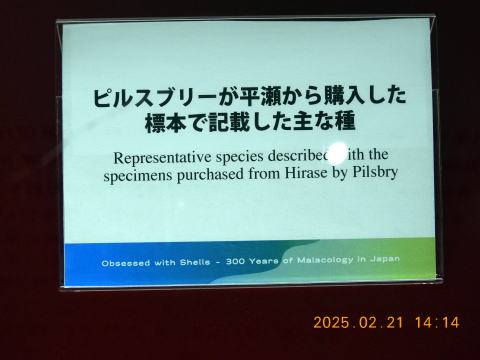 ピルスブリーが平瀬から購入した
標本で記載した主な種
Representative species described with the
specimens purchased from Hirase by Pilsbry
Obsessed with Shells - 300 Years of Malacology in Japan
2025.02.21 14:14